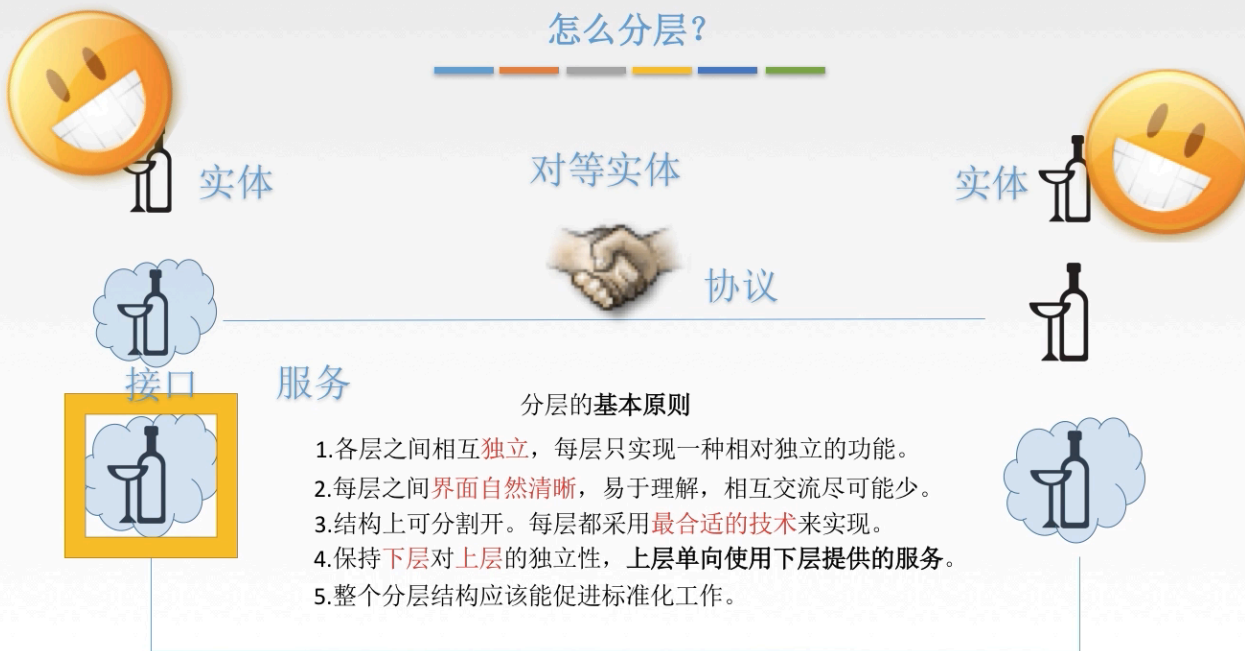 怎么分层？
对等实体
实体
实体
协议
接口
服务
分层的基本原则
1.各层之间相互独立，每层只实现一种相对独立的功能。
2.每层之间界面自然清晰，易于理解，相互交流尽可能少。
3.结构上可分割开。每层都采用最合适的技术来实现。
4.保持下层对上层的独立性，上层单向使用下层提供的服务。
5.整个分层结构应该能促进标准化工作。